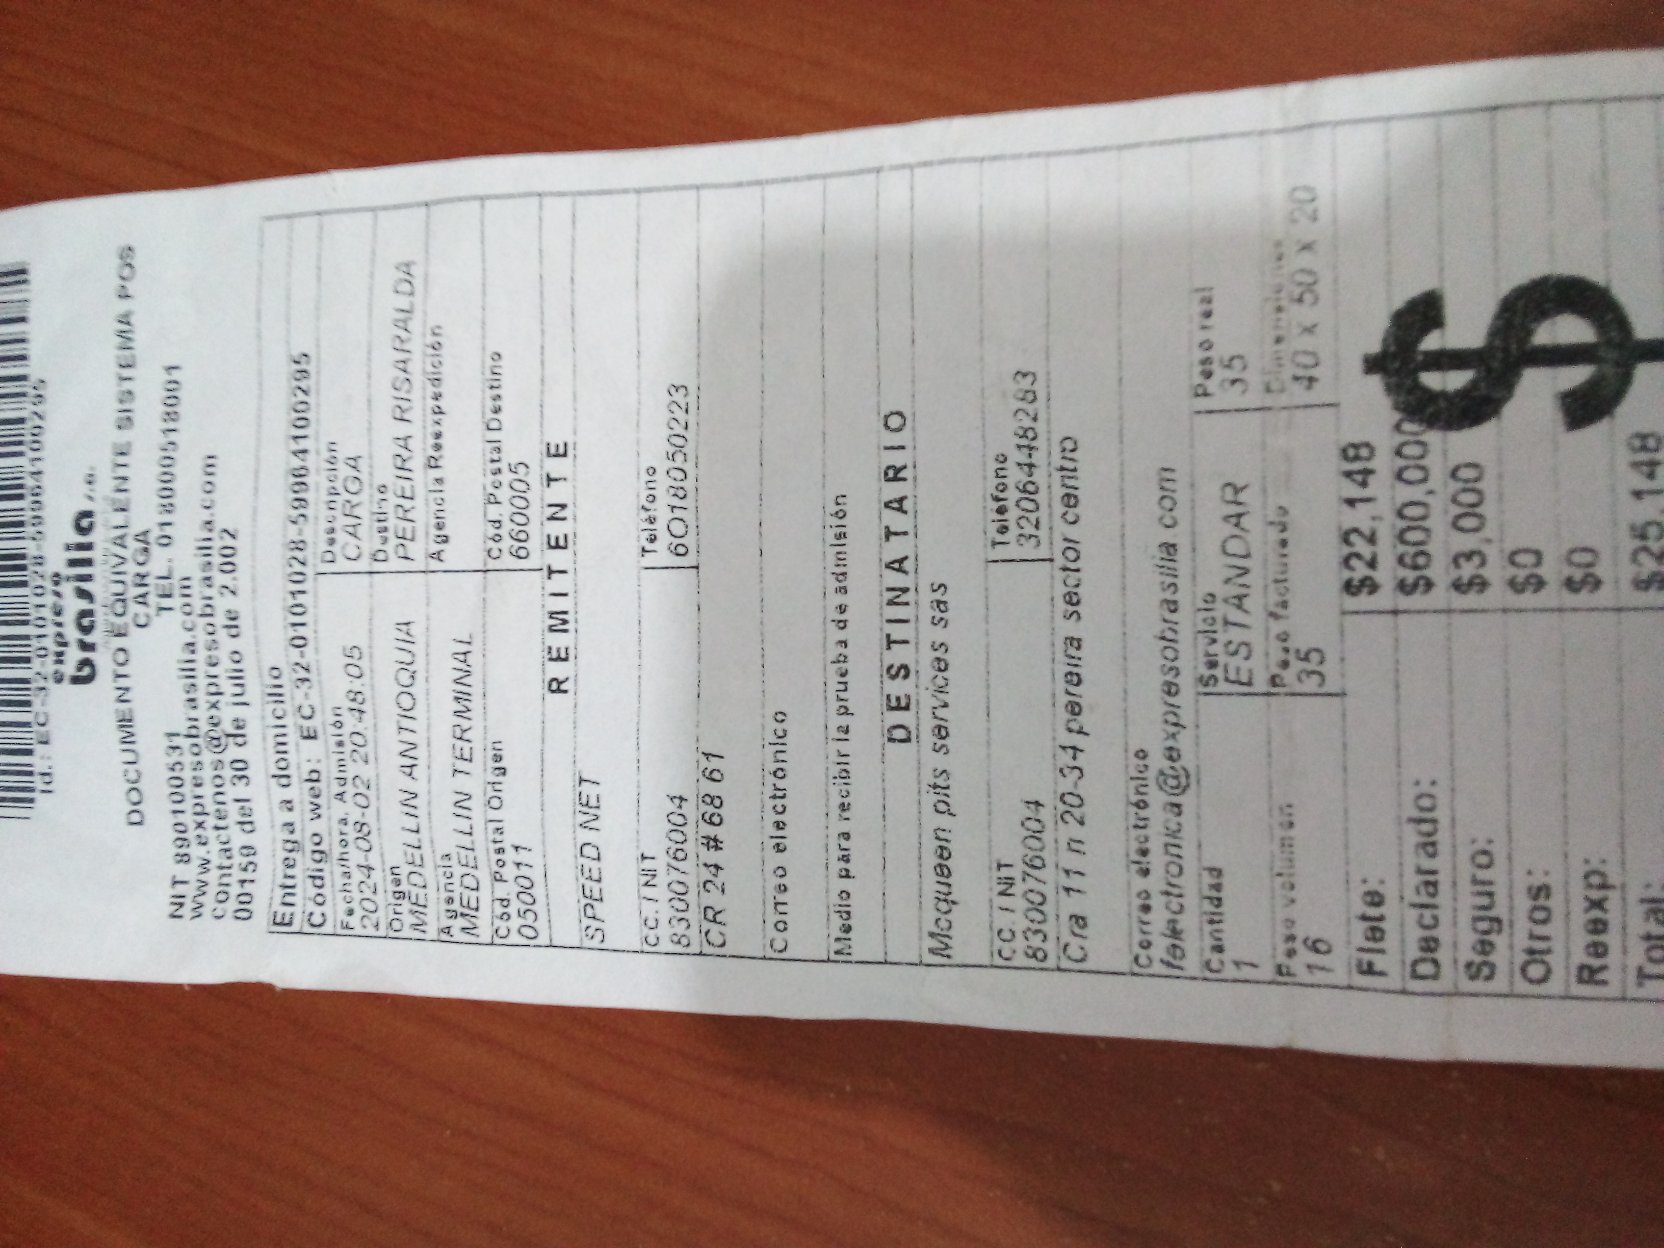 Id.: EC-32-0101028-5996410029 5
expreso
brasilia s.a.
DOCUMENTO EQUIVALENTE SISTEMA POS
CARGA
NIT 890100531 TEL. 018000518001
www.expresobrasilia.com
contactenos@expresobrasilia.com
00159 del 30 de julio de 2.002
Entrega a domicilio
Código web: EC-32-0101028-59964100295
Fecha/hora. Admisión Descripción
2024-08-02 20:48:05 CARGA
Origen Destino
MEDELLIN ANTIOQUIA PEREIRA RISARALDA
Agencia Agencia Reexpedición
MEDELLIN TERMINAL
Cód. Postal Origen Cód. Postal Destino
050011 660005
REMITENTE
SPEED NET
CC. / NIT Teléfono
830076004 6018050223
CR 24 # 68 61
Correo electrónico
Medio para recibir la prueba de admisión
DESTINATARIO
Mcqueen pits services sas
CC. / NIT Teléfono
830076004 3206448283
Cra 11 n 20-34 pereira sector centro
Correo electrónico
felectronica@expresobrasilia com
Cantidad Servicio Peso real
1 ESTANDAR 35
Peso volumen Peso facturado Dimensiones
16 35 40 x 50 x 20
Flete: $22,148
Declarado: $600,000
Seguro: $3,000
Otros: $0
Reexp: $0
Total: $25,148
$